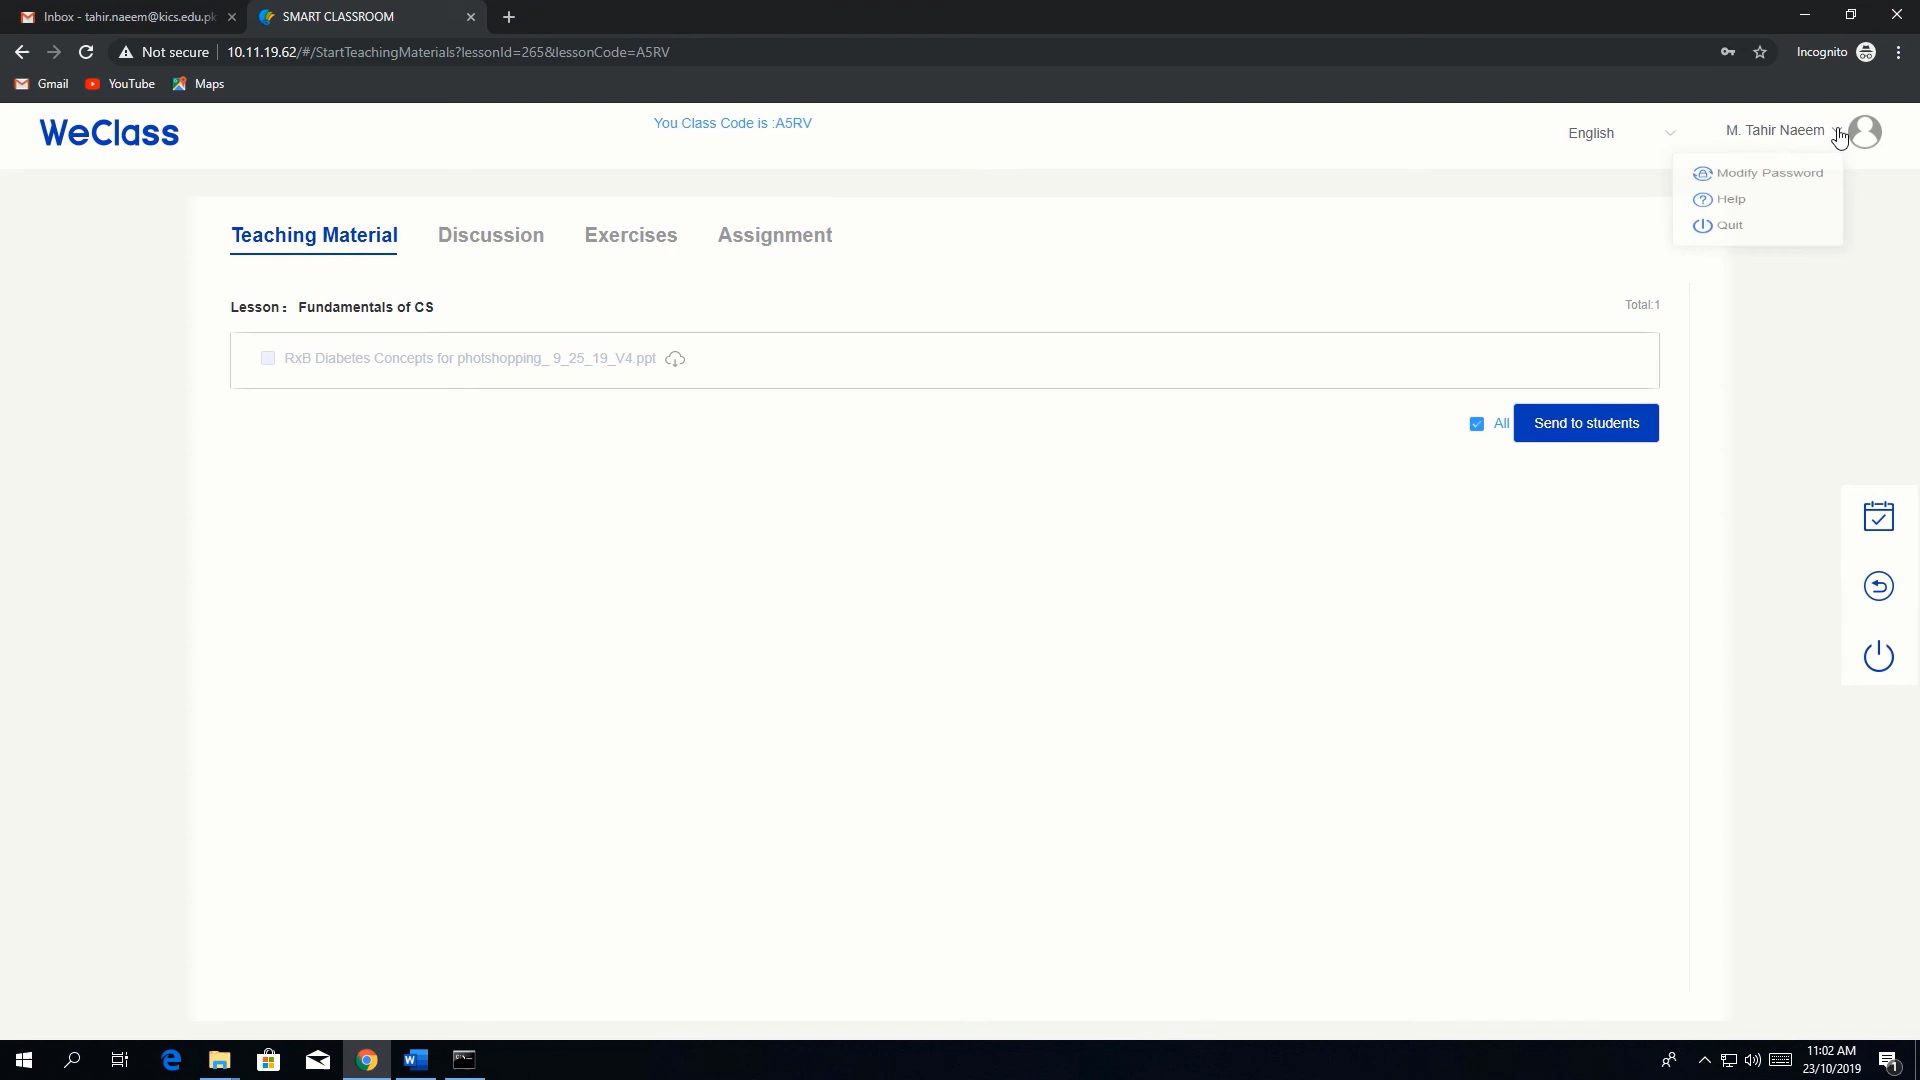 Inbox - tahir.naeem@kics.edu.pk
SMART CLASSROOM
Not secure
10.11.19.62/#/StartTeachingMaterials?lessonId=265&lessonCode=A5RV
Incognito
Gmail
YouTube
Maps
WeClass
You Class Code is :A5RV
English
M. Tahir Naeem
Modify Password
Help
Quit
Teaching Material
Discussion
Exercises
Assignment
Lesson： Fundamentals of CS
Total:1
RxB Diabetes Concepts for photshopping_ 9_25_19_V4.ppt
All
Send to students
11:02 AM
23/10/2019
1